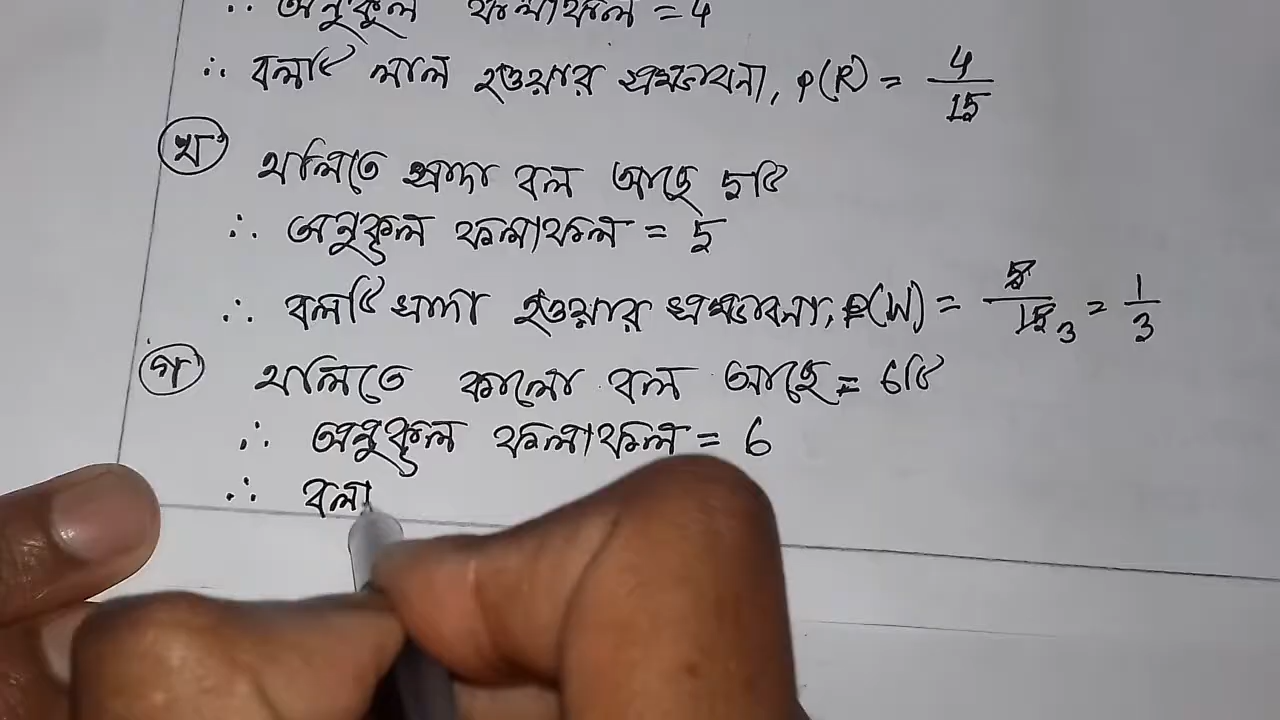 ∴ অনুকূল ফলাফল = 4
∴ বলটি লাল হওয়ার সম্ভাবনা, P(R) = 4/15
খ থলিতে সাদা বল আছে 5টি
∴ অনুকূল ফলাফল = 5
∴ বলটি সাদা হওয়ার সম্ভাবনা, P(W) = 5/15 3 = 1/3
গ থলিতে কালো বল আছে = 6টি
∴ অনুকূল ফলাফল = 6
∴ বল